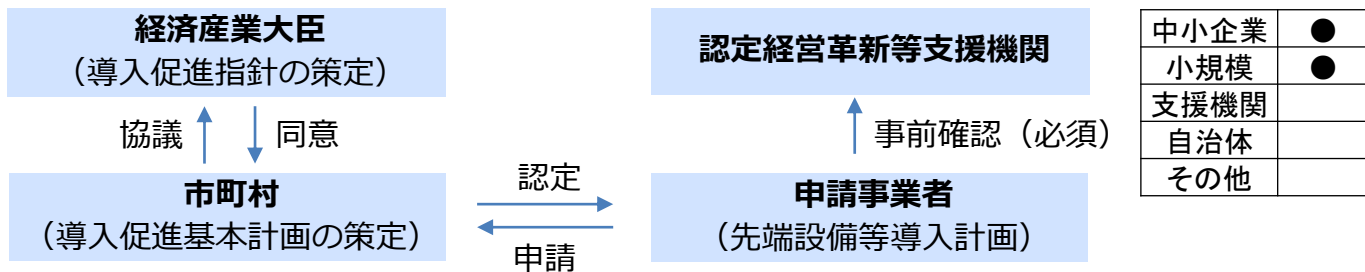 経済産業大臣
（導入促進指針の策定）
協議
同意
市町村
（導入促進基本計画の策定）
認定
申請
認定経営革新等支援機関
事前確認（必須）
申請事業者
（先端設備等導入計画）
中小企業 ●
小規模 ●
支援機関
自治体
その他